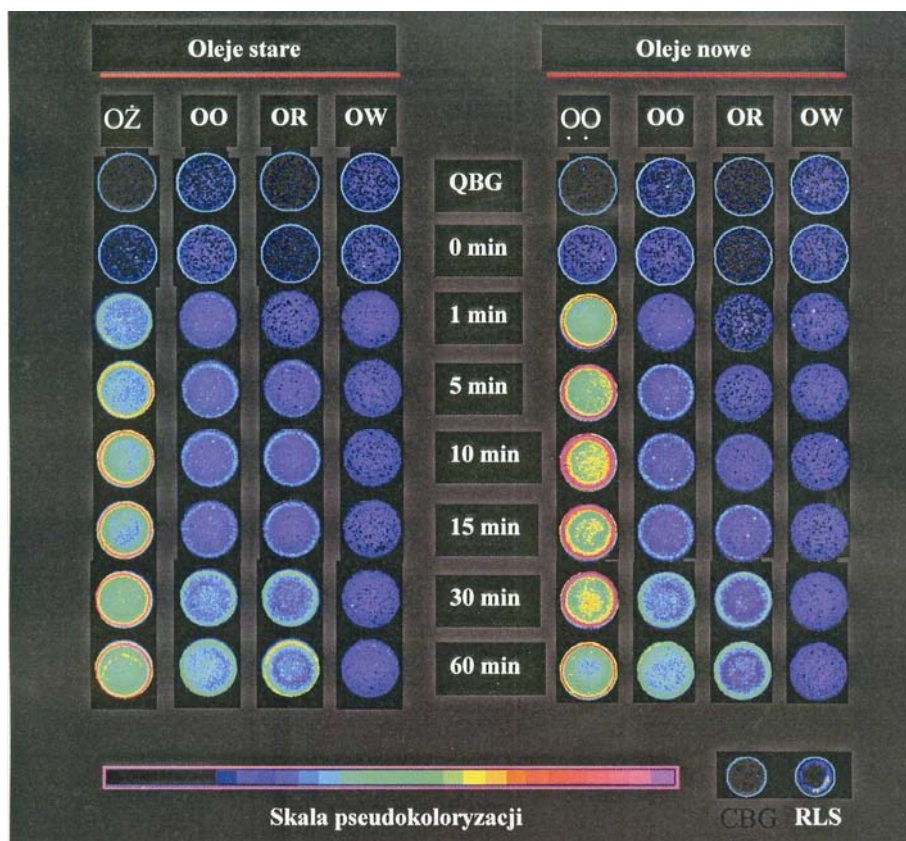 Oleje stare Oleje nowe
OŻ OO OR OW ỌỌ OO OR OW
QBG
0 min
1 min
5 min
10 min
15 min
30 min
60 min
Skala pseudokoloryzacji CBG RLS